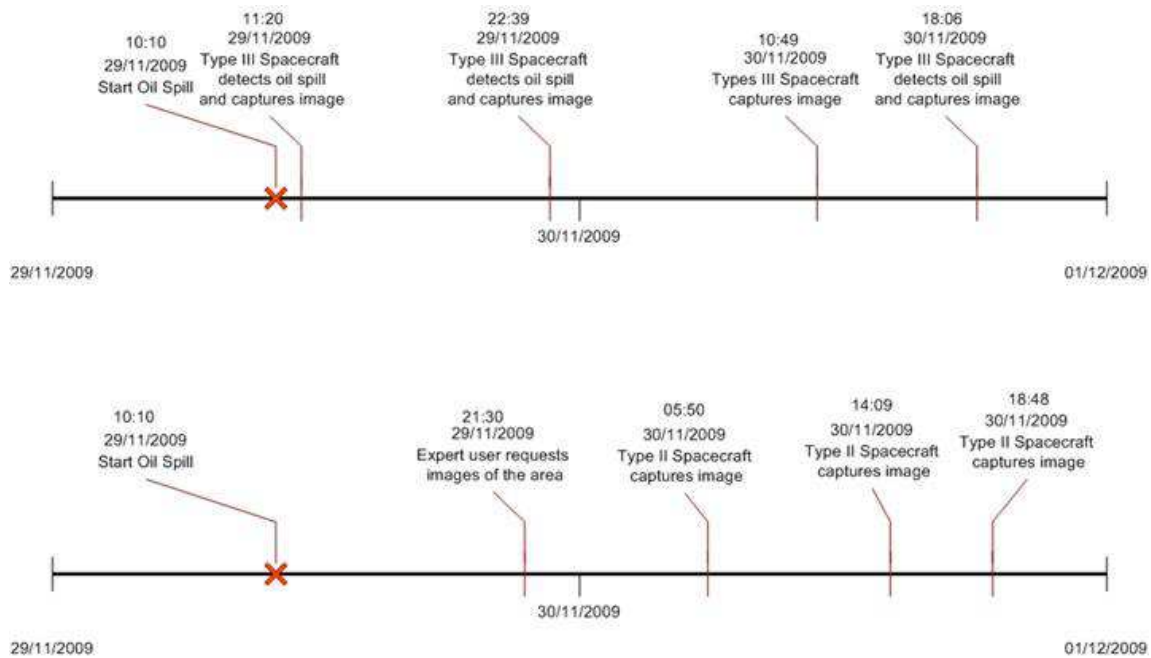 10:10
29/11/2009
Start Oil Spill
11:20
29/11/2009
Type III Spacecraft
detects oil spill
and captures image
22:39
29/11/2009
Type III Spacecraft
detects oil spill
and captures image
10:49
30/11/2009
Types III Spacecraft
captures image
18:06
30/11/2009
Type III Spacecraft
detects oil spill
and captures image
30/11/2009
29/11/2009
01/12/2009
10:10
29/11/2009
Start Oil Spill
21:30
29/11/2009
Expert user requests
images of the area
05:50
30/11/2009
Type II Spacecraft
captures image
14:09
30/11/2009
Type II Spacecraft
captures image
18:48
30/11/2009
Type II Spacecraft
captures image
30/11/2009
29/11/2009
01/12/2009